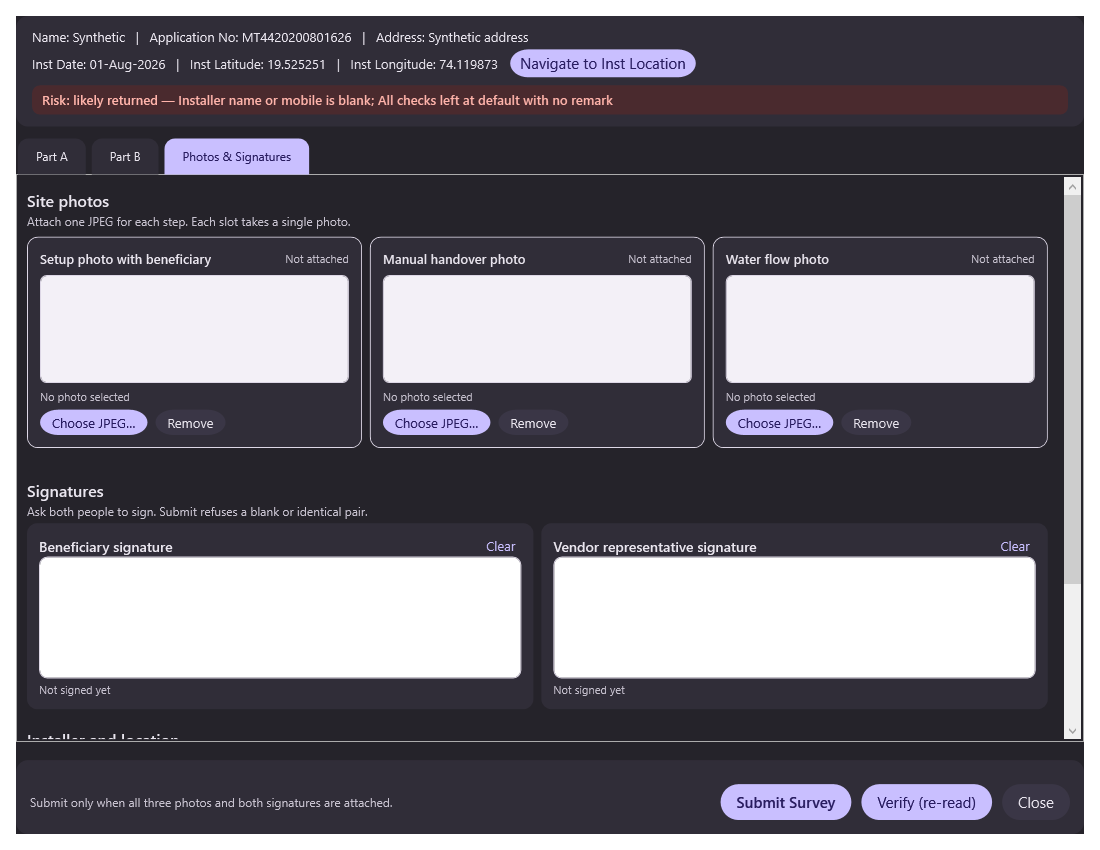 Name: Synthetic | Application No: MT4420200801626 | Address: Synthetic address
Inst Date: 01-Aug-2026 | Inst Latitude: 19.525251 | Inst Longitude: 74.119873 Navigate to Inst Location
Risk: likely returned — Installer name or mobile is blank; All checks left at default with no remark
Part A Part B Photos & Signatures
Site photos
Attach one JPEG for each step. Each slot takes a single photo.
Setup photo with beneficiary Not attached Manual handover photo Not attached Water flow photo Not attached
No photo selected No photo selected No photo selected
Choose JPEG... Remove Choose JPEG... Remove Choose JPEG... Remove
Signatures
Ask both people to sign. Submit refuses a blank or identical pair.
Beneficiary signature Clear Vendor representative signature Clear
Not signed yet Not signed yet
Installer and location
Submit only when all three photos and both signatures are attached. Submit Survey Verify (re-read) Close